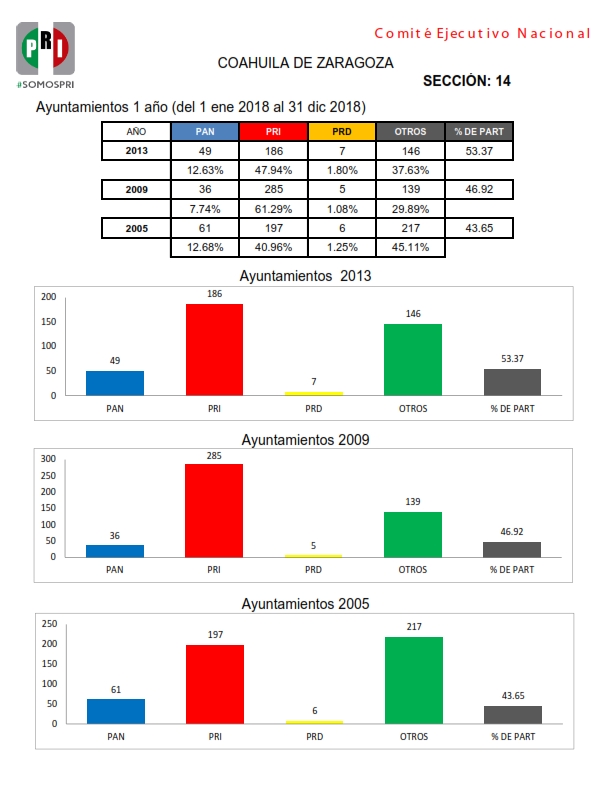 PRI
#SOMOSPRI
Comité Ejecutivo Nacional
COAHUILA DE ZARAGOZA
SECCIÓN: 14
Ayuntamientos 1 año (del 1 ene 2018 al 31 dic 2018)
AÑO PAN PRI PRD OTROS % DE PART
2013 49 186 7 146 53.37
12.63% 47.94% 1.80% 37.63%
2009 36 285 5 139 46.92
7.74% 61.29% 1.08% 29.89%
2005 61 197 6 217 43.65
12.68% 40.96% 1.25% 45.11%
Ayuntamientos 2013
200
150
100
50
0
49 186 7 146 53.37
PAN PRI PRD OTROS % DE PART
Ayuntamientos 2009
300
250
200
150
100
50
0
36 285 5 139 46.92
PAN PRI PRD OTROS % DE PART
Ayuntamientos 2005
250
200
150
100
50
0
61 197 6 217 43.65
PAN PRI PRD OTROS % DE PART